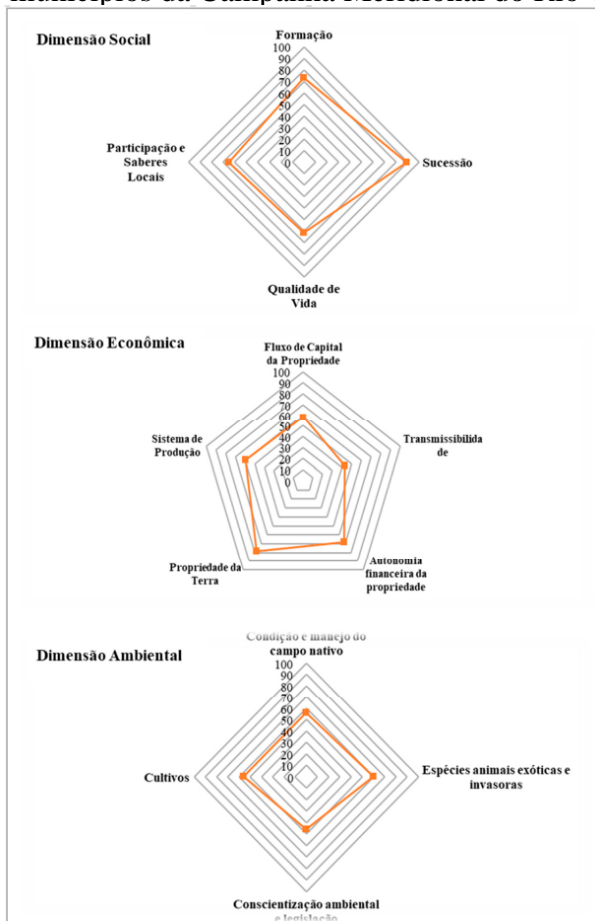 municípios da Campanha Meridional do Rio
Dimensão Social
Formação
100
90
80
70
60
50
40
30
20
10
0
Participação e
Saberes
Locais
Sucessão
Qualidade de
Vida
Dimensão Econômica
Fluxo de Capital
da Propriedade
100
90
80
70
60
50
40
30
20
10
0
Sistema de
Produção
Transmissibilida
de
Propriedade da
Terra
Autonomia
financeira da
propriedade
Dimensão Ambiental
Condição e manejo do
campo nativo
100
90
80
70
60
50
40
30
20
10
0
Cultivos
Espécies animais exóticas e
invasoras
Conscientização ambiental
e legislação